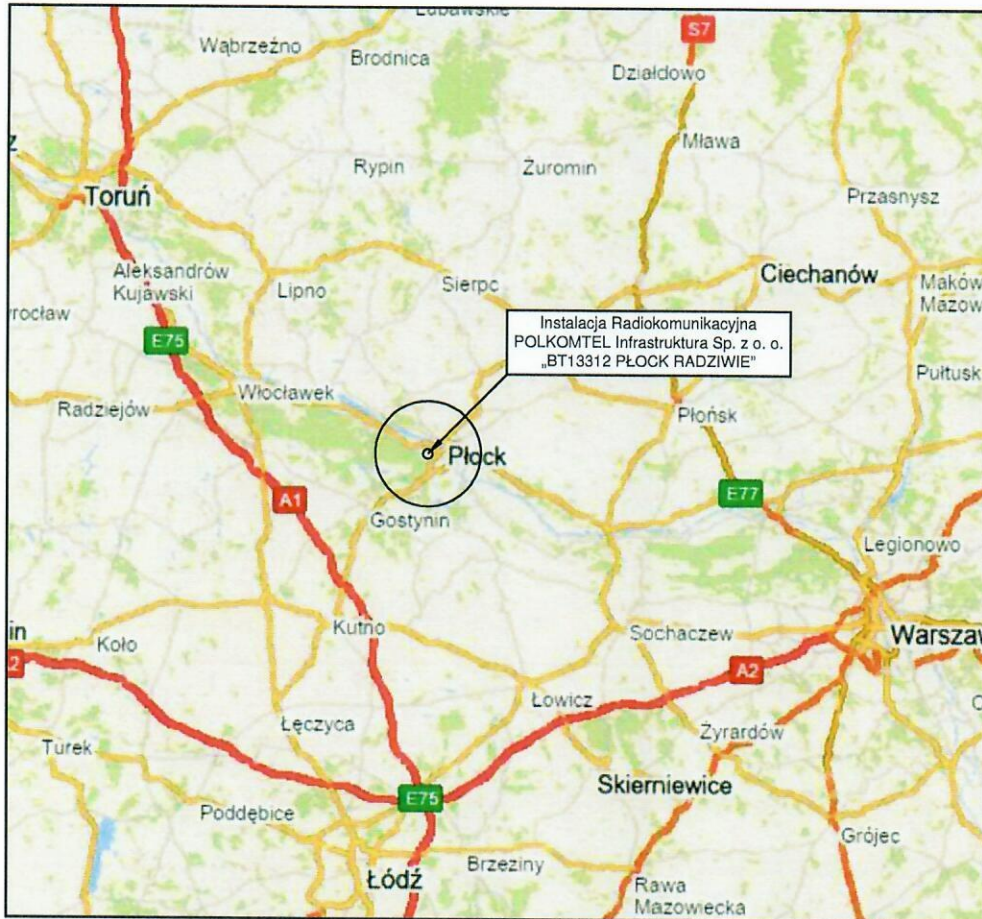 Lubawskie
S7
Wąbrzeźno
Brodnica
Działdowo
Mława
Rypin
Żuromin
Przasnysz
Toruń
Aleksandrów
Kujawski
Lipno
Sierpc
Ciechanów
Maków
Mazow
rocław
Instalacja Radiokomunikacyjna
POLKOMTEL Infrastruktura Sp. z o. o.
„BT13312 PŁOCK RADZIWIE"
E75
Włocławek
Radziejów
Pułtusk
Płońsk
Płock
E77
A1
Gostynin
Legionowo
in
Koło
Kutno
Sochaczew
Warszaw
A2
Łowicz
Łęczyca
Żyrardów
Turek
Skierniewice
E75
Poddębice
Grójec
Brzeziny
Łódź
Rawa
Mazowiecka